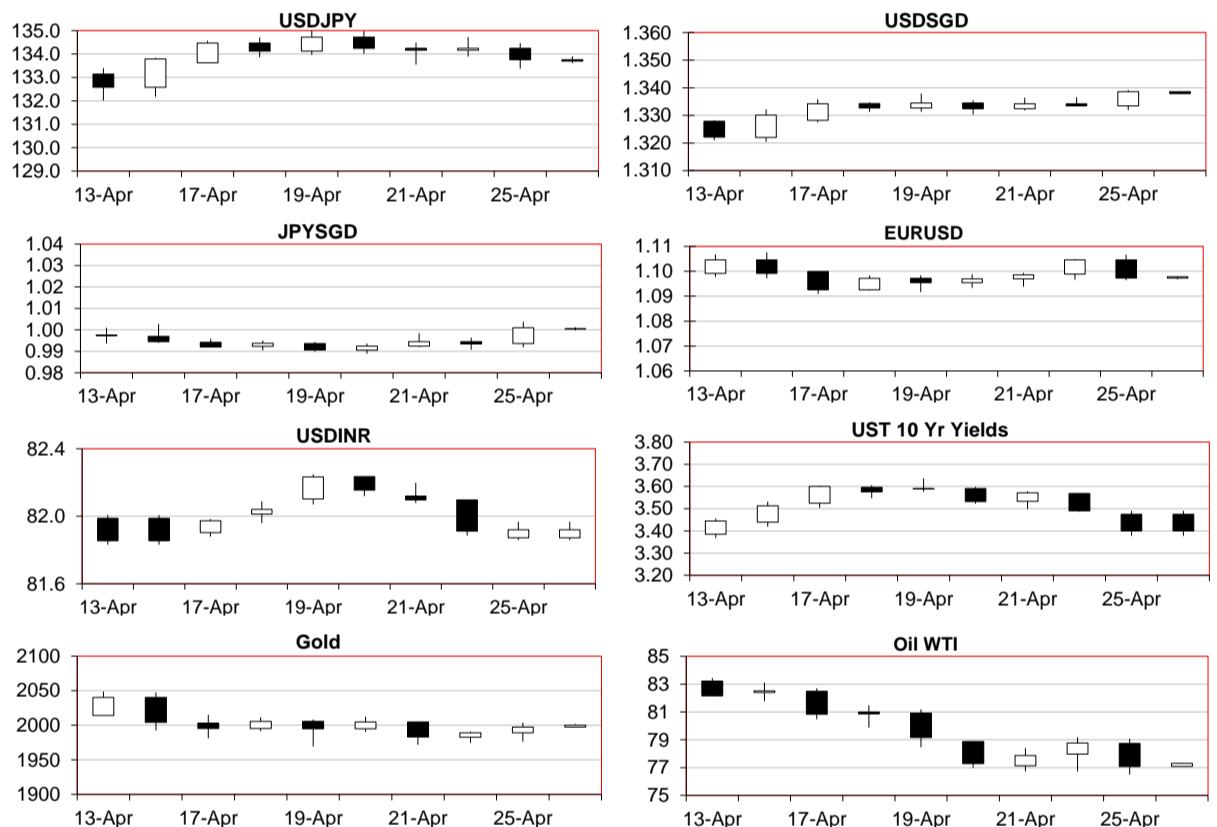 USDJPY
135.0
134.0
133.0
132.0
131.0
130.0
129.0
13-Apr 17-Apr 19-Apr 21-Apr 25-Apr
USDSGD
1.360
1.350
1.340
1.330
1.320
1.310
13-Apr 17-Apr 19-Apr 21-Apr 25-Apr
JPYSGD
1.04
1.03
1.02
1.01
1.00
0.99
0.98
13-Apr 17-Apr 19-Apr 21-Apr 25-Apr
EURUSD
1.11
1.10
1.09
1.08
1.07
1.06
13-Apr 17-Apr 19-Apr 21-Apr 25-Apr
USDINR
82.4
82.0
81.6
13-Apr 17-Apr 19-Apr 21-Apr 25-Apr
UST 10 Yr Yields
3.80
3.70
3.60
3.50
3.40
3.30
3.20
13-Apr 17-Apr 19-Apr 21-Apr 25-Apr
Gold
2100
2050
2000
1950
1900
13-Apr 17-Apr 19-Apr 21-Apr 25-Apr
Oil WTI
85
83
81
79
77
75
13-Apr 17-Apr 19-Apr 21-Apr 25-Apr